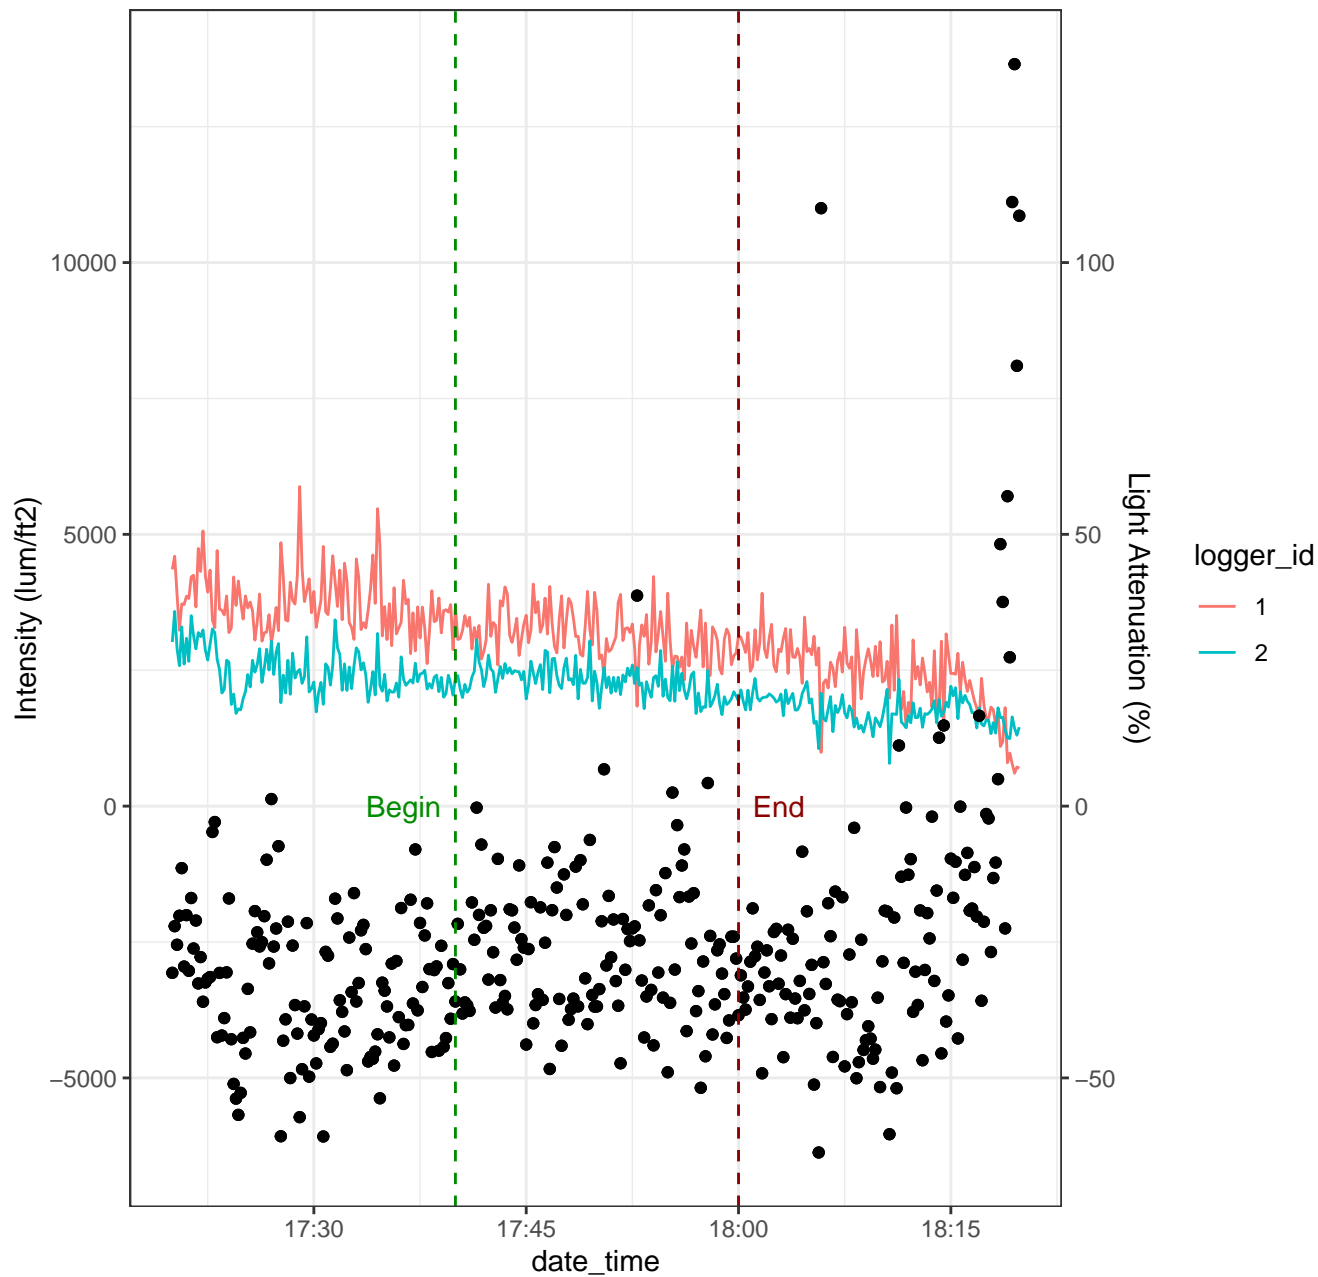 10000
5000
0
−5000
Intensity (lum/ft2)
Begin
End
100
50
0
−50
Light Attenuation (%)
17:30
17:45
18:00
18:15
date_time
logger_id
1
2